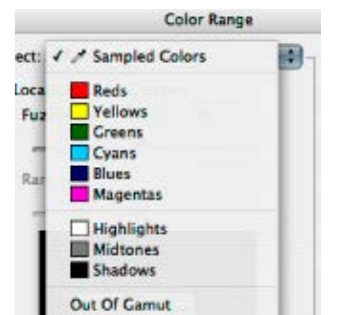 Color Range
ect: ✓ Sampled Colors
Loca
Reds
Fuz
Yellows
Greens
Cyans
Ran
Blues
Magentas
Highlights
Midtones
Shadows
Out Of Gamut